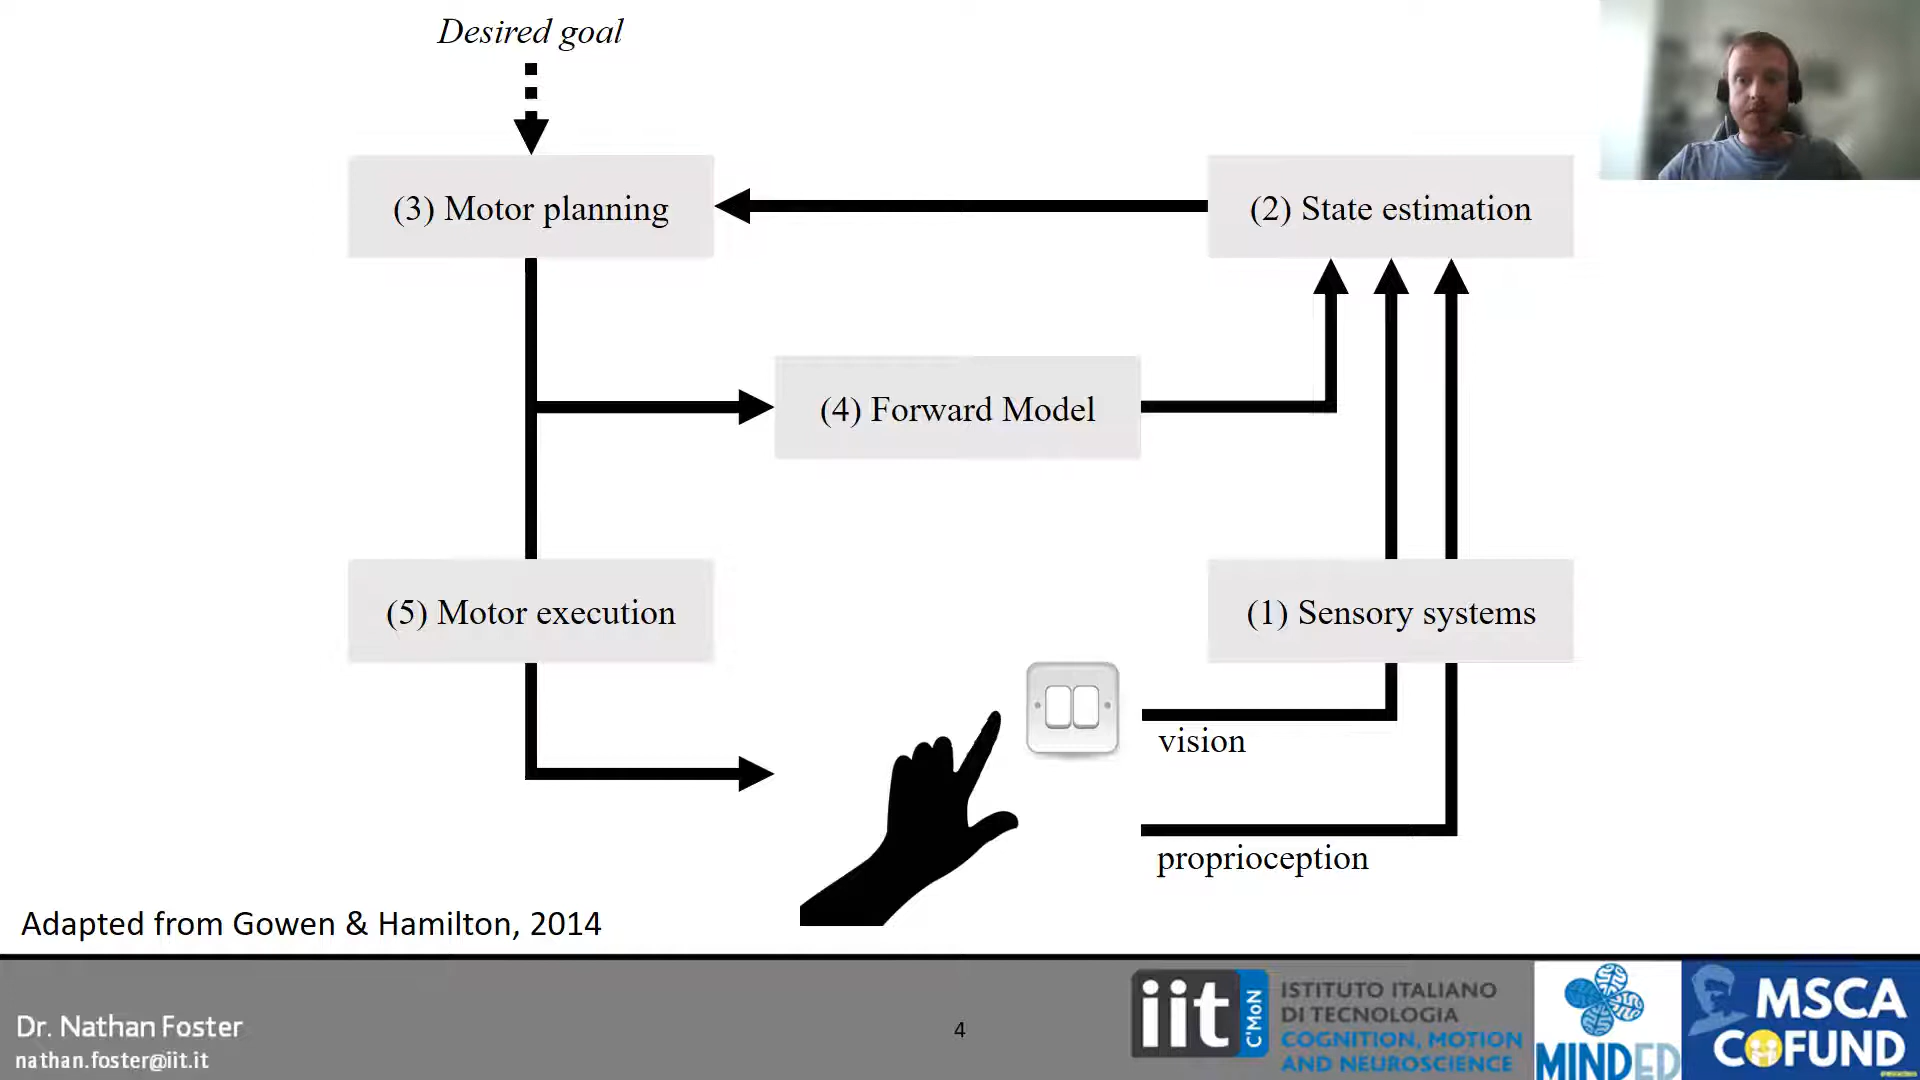 Desired goal
(3) Motor planning
(2) State estimation
(4) Forward Model
(5) Motor execution
(1) Sensory systems
vision
proprioception
Adapted from Gowen & Hamilton, 2014
Dr. Nathan Foster
nathan.foster@iit.it
4
iit
C'MoN
ISTITUTO ITALIANO
DI TECNOLOGIA
COGNITION, MOTION
AND NEUROSCIENCE
MINDED
MSCA
COFUND